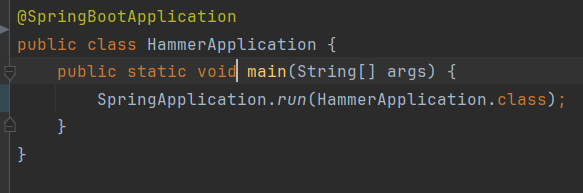 @SpringBootApplication
public class HammerApplication {
    public static void main(String[] args) {
        SpringApplication.run(HammerApplication.class);
    }
}